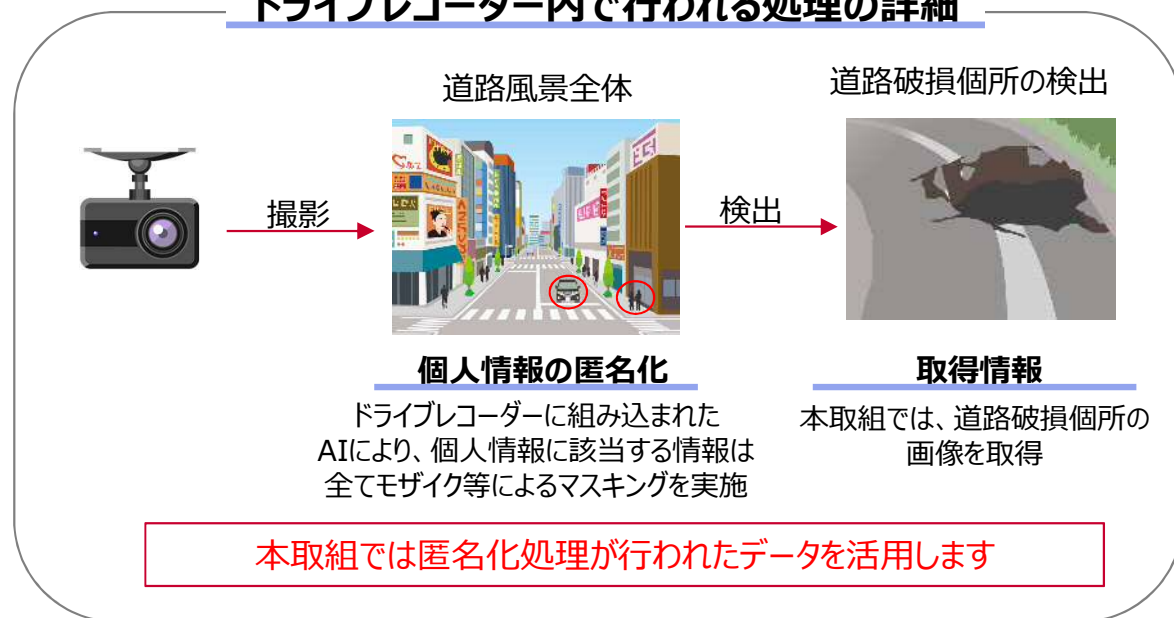 ドライブレコーダー内で行われる処理の詳細
道路風景全体
道路破損個所の検出
撮影
検出
個人情報の匿名化
ドライブレコーダーに組み込まれた
AIにより、個人情報に該当する情報は
全てモザイク等によるマスキングを実施
取得情報
本取組では、道路破損個所の
画像を取得
本取組では匿名化処理が行われたデータを活用します